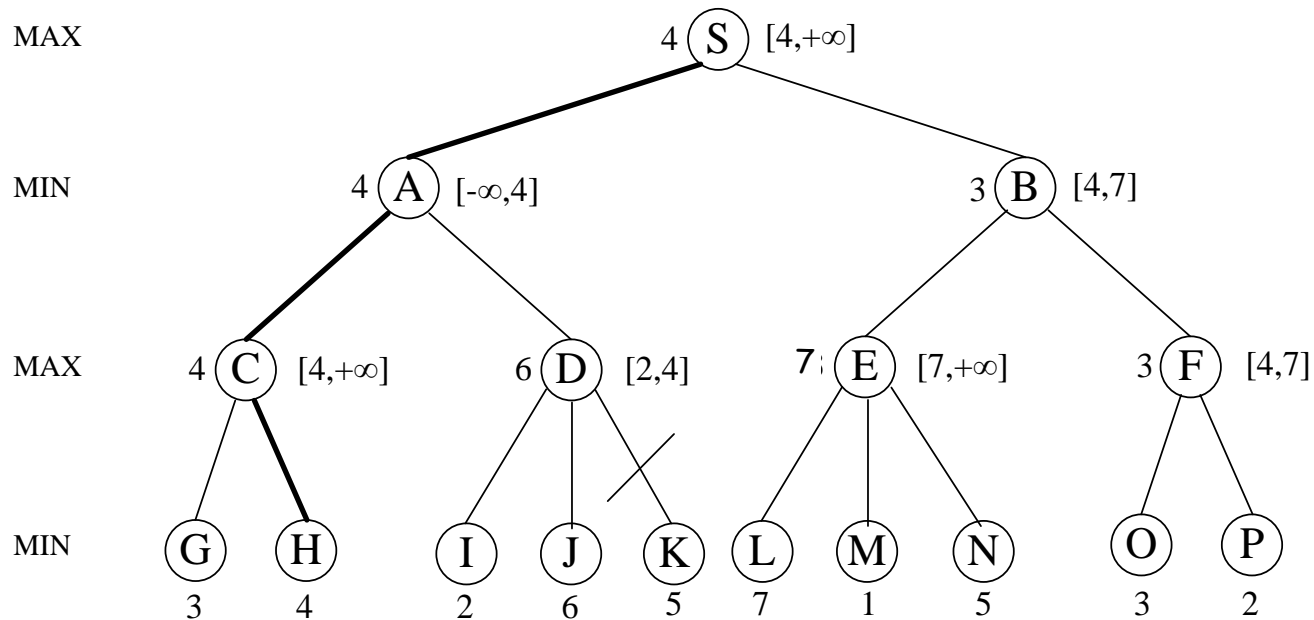 MAX 4 S [4,+∞]
MIN 4 A [-∞,4] 3 B [4,7]
MAX 4 C [4,+∞] 6 D [2,4] 7 E [7,+∞] 3 F [4,7]
MIN G H I J K L M N O P
3 4 2 6 5 7 1 5 3 2